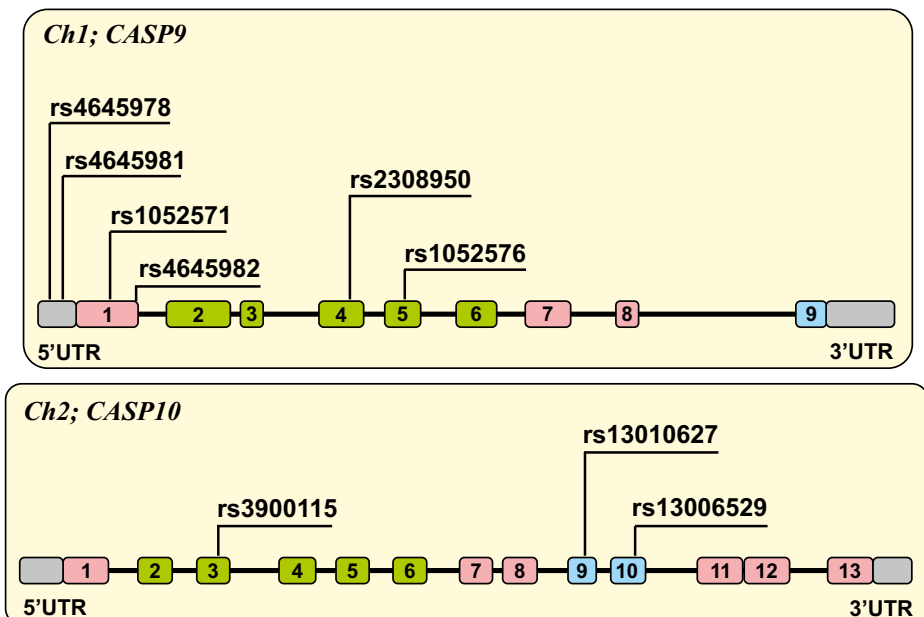 Ch1; CASP9
rs4645978
rs4645981
rs2308950
rs1052571
rs4645982
rs1052576
1 2 3 4 5 6 7 8 9
5’UTR 3’UTR
Ch2; CASP10
rs13010627
rs3900115
rs13006529
1 2 3 4 5 6 7 8 9 10 11 12 13
5’UTR 3’UTR